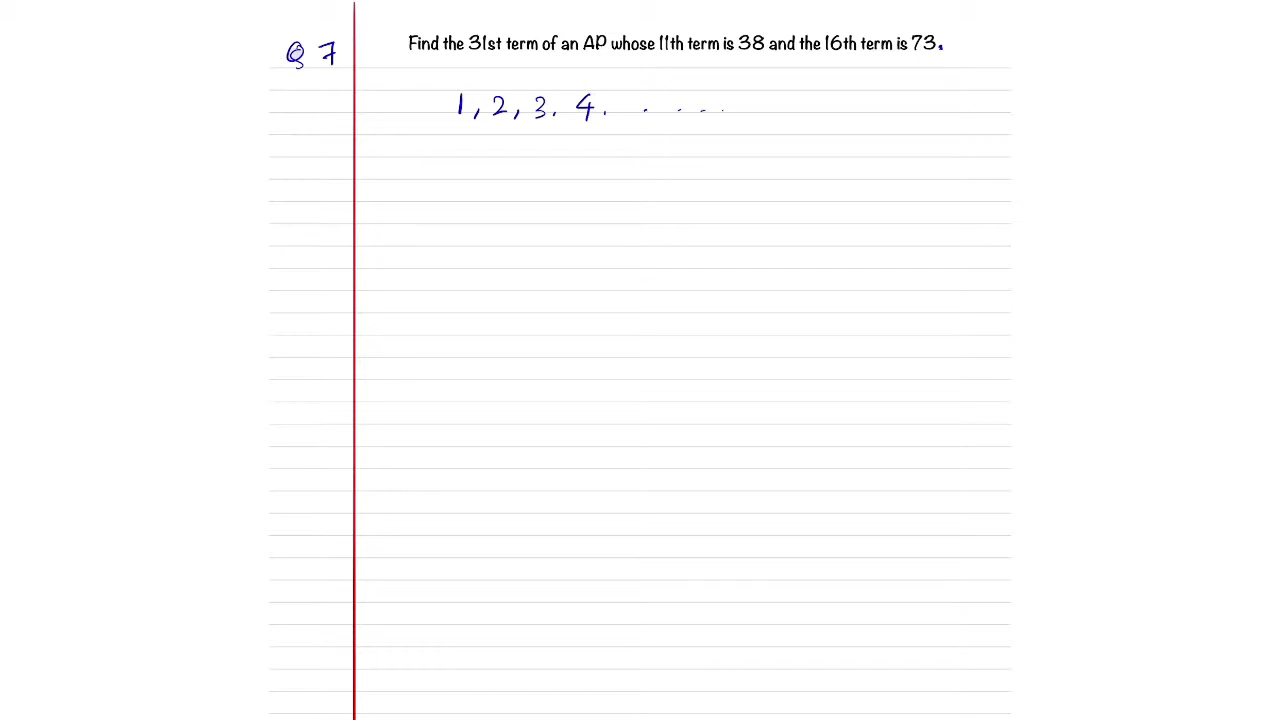 Q 7
Find the 31st term of an AP whose 11th term is 38 and the 16th term is 73.
1, 2, 3. 4. . . . . .